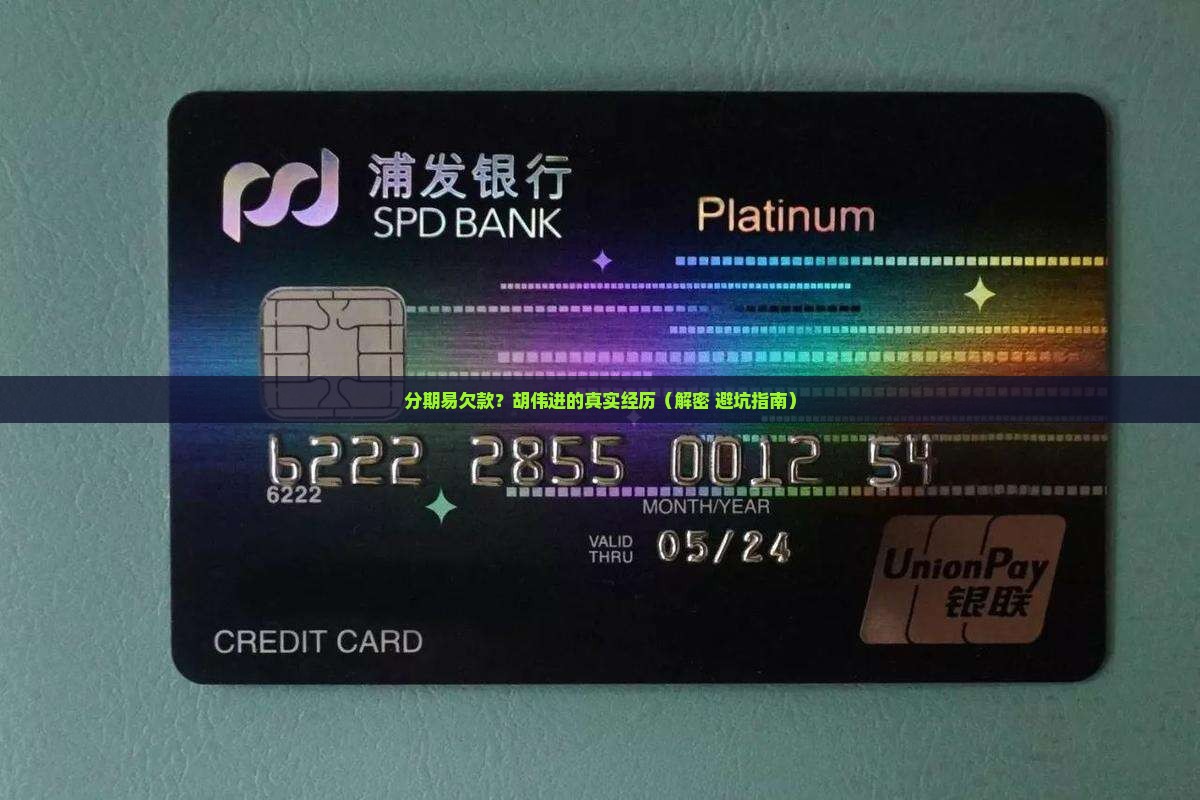 浦发银行
SPD BANK
Platinum
分期易欠款？胡伟进的真实经历（解密 避坑指南）
6222 2855 0012 54
6222
MONTH/YEAR
VALID
THRU
05/24
UnionPay
银联
CREDIT CARD